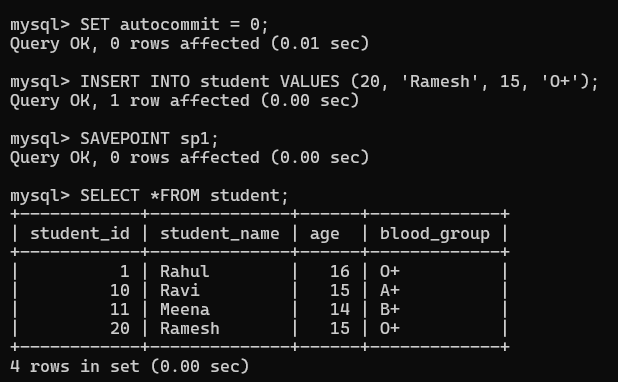 mysql> SET autocommit = 0;
Query OK, 0 rows affected (0.01 sec)
mysql> INSERT INTO student VALUES (20, 'Ramesh', 15, 'O+');
Query OK, 1 row affected (0.00 sec)
mysql> SAVEPOINT sp1;
Query OK, 0 rows affected (0.00 sec)
mysql> SELECT *FROM student;
+------------+--------------+------+-------------+
| student_id | student_name | age  | blood_group |
+------------+--------------+------+-------------+
|          1 | Rahul        |   16 | O+          |
|         10 | Ravi         |   15 | A+          |
|         11 | Meena        |   14 | B+          |
|         20 | Ramesh       |   15 | O+          |
+------------+--------------+------+-------------+
4 rows in set (0.00 sec)